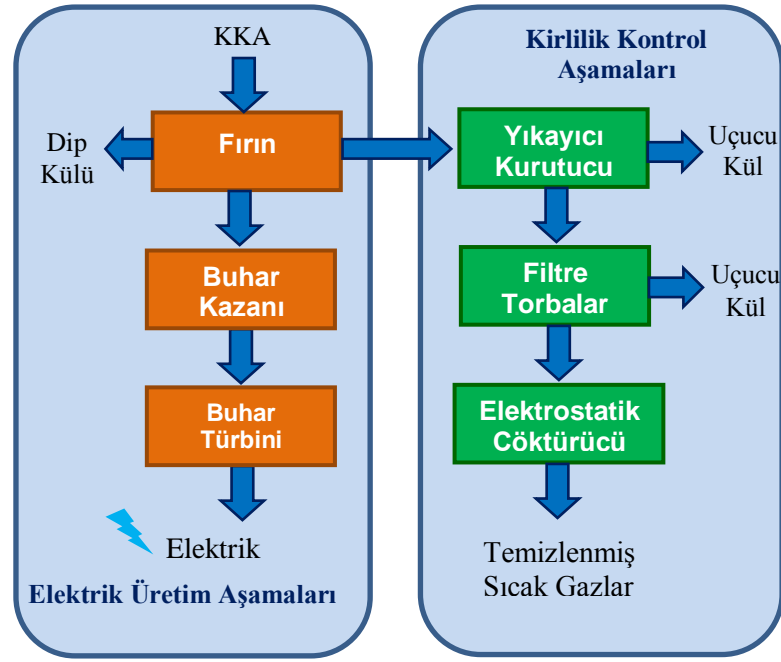 KKA
Fırın
Dip
Külü
Buhar
Kazanı
Buhar
Türbini
Elektrik
Elektrik Üretim Aşamaları
Kirlilik Kontrol
Aşamaları
Yıkayıcı
Kurutucu
Uçucu
Kül
Filtre
Torbalar
Uçucu
Kül
Elektrostatik
Cöktürücü
Temizlenmiş
Sıcak Gazlar